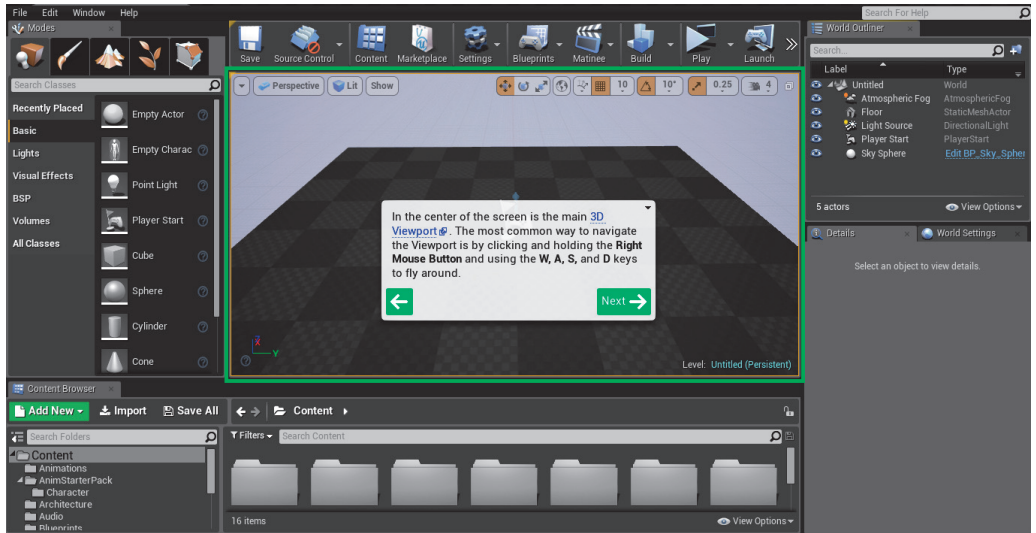 File Edit Window Help
Search For Help
Modes
Save Source Control Content Marketplace Settings Blueprints Matinee Build Play Launch
Search Classes
Recently Placed
Basic
Lights
Visual Effects
BSP
Volumes
All Classes
Empty Actor
Empty Charac
Point Light
Player Start
Cube
Sphere
Cylinder
Cone
Perspective Lit Show
10 10° 0.25 4
In the center of the screen is the main 3D
Viewport. The most common way to navigate
the Viewport is by clicking and holding the Right
Mouse Button and using the W, A, S, and D keys
to fly around.
Next
Y
Level: Untitled (Persistent)
World Outliner
Search...
Label Type
Untitled World
Atmospheric Fog AtmosphericFog
Floor StaticMeshActor
Light Source DirectionalLight
Player Start PlayerStart
Sky Sphere Edit BP_Sky_Spher
5 actors View Options
Details World Settings
Select an object to view details.
Content Browser
Add New Import Save All Content
Search Folders
Content
Animations
AnimStarterPack
Character
Architecture
Audio
Blueprints
Filters Search Content
16 items View Options